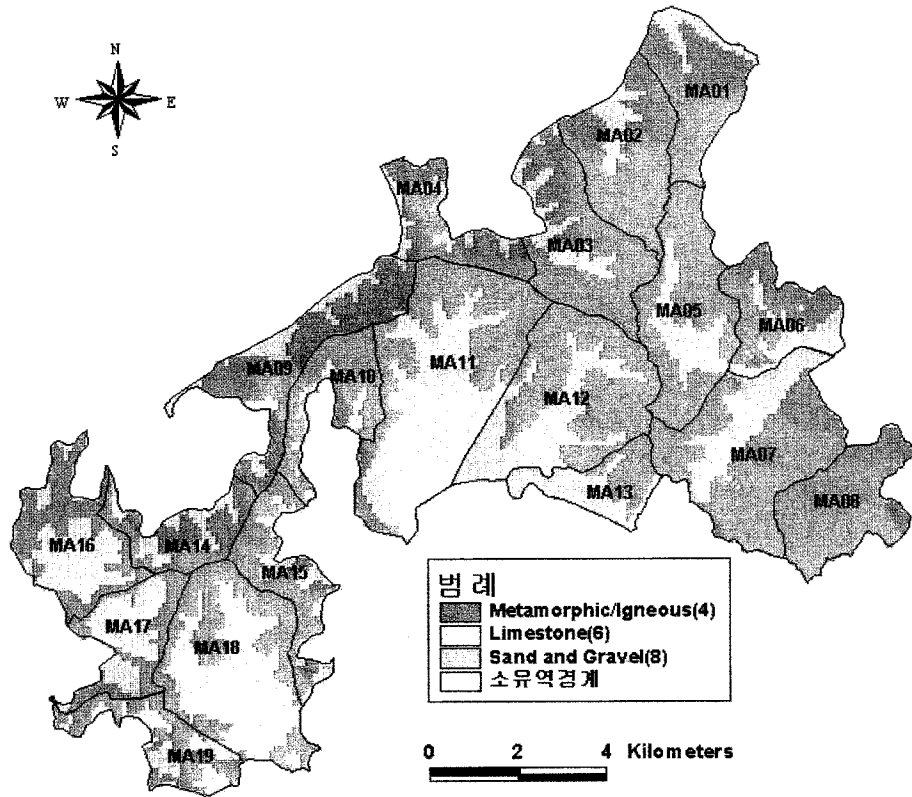 N
W E
S
MA01
MA02
MA04
MA03
MA05
MA06
MA11
MA09
MA10
MA12
MA07
MA13
MA08
MA16
MA14
MA15
MA17
MA18
MA19
범 례
Metamorphic/Igneous(4)
Limestone(6)
Sand and Gravel(8)
소유역경계
0 2 4 Kilometers